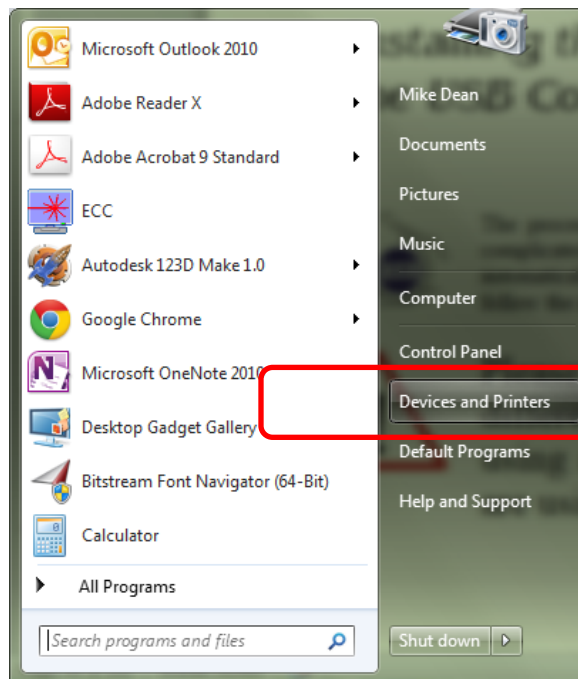 Microsoft Outlook 2010
Adobe Reader X
Adobe Acrobat 9 Standard
ECC
Autodesk 123D Make 1.0
Google Chrome
Microsoft OneNote 2010
Desktop Gadget Gallery
Bitstream Font Navigator (64-Bit)
Calculator
All Programs
Search programs and files
Mike Dean
Documents
Pictures
Music
Computer
Control Panel
Devices and Printers
Default Programs
Help and Support
Shut down